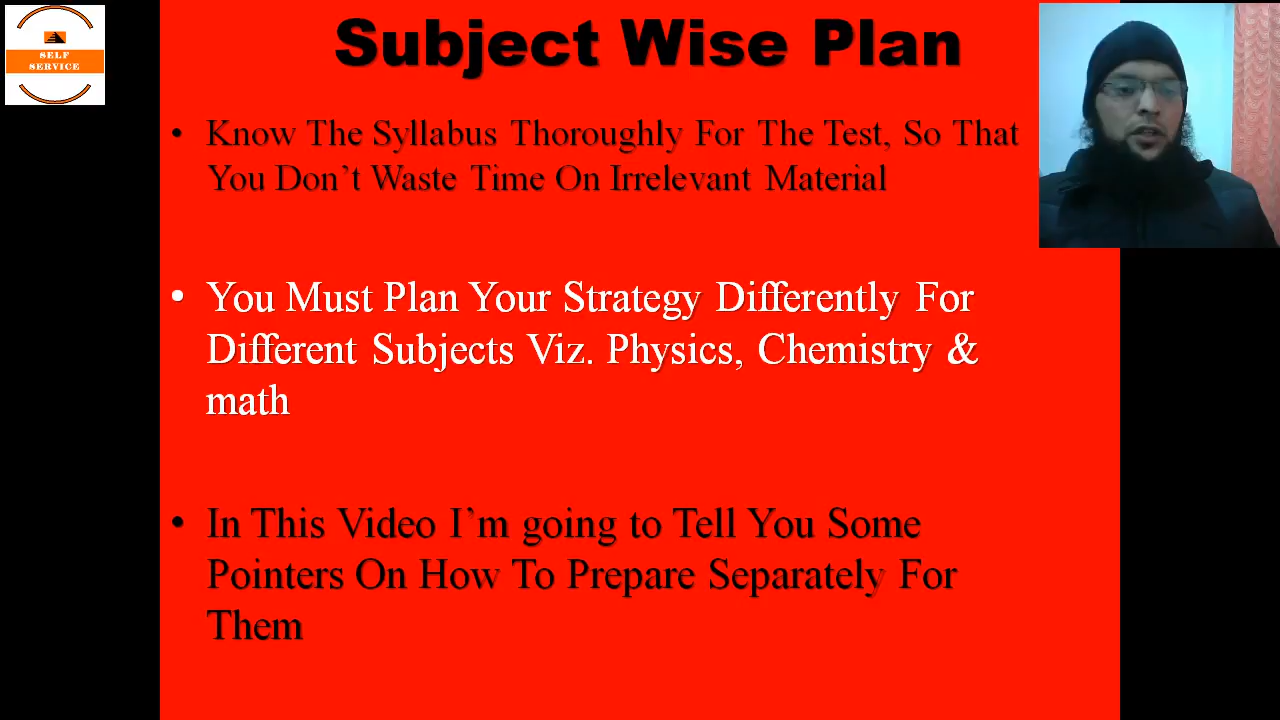 SELF
SERVICE
Subject Wise Plan
• Know The Syllabus Thoroughly For The Test, So That
You Don’t Waste Time On Irrelevant Material
• You Must Plan Your Strategy Differently For
Different Subjects Viz. Physics, Chemistry &
math
• In This Video I’m going to Tell You Some
Pointers On How To Prepare Separately For
Them